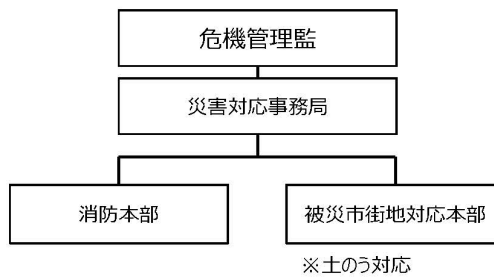 危機管理監
災害対応事務局
消防本部
被災市街地対応本部
※土のう対応